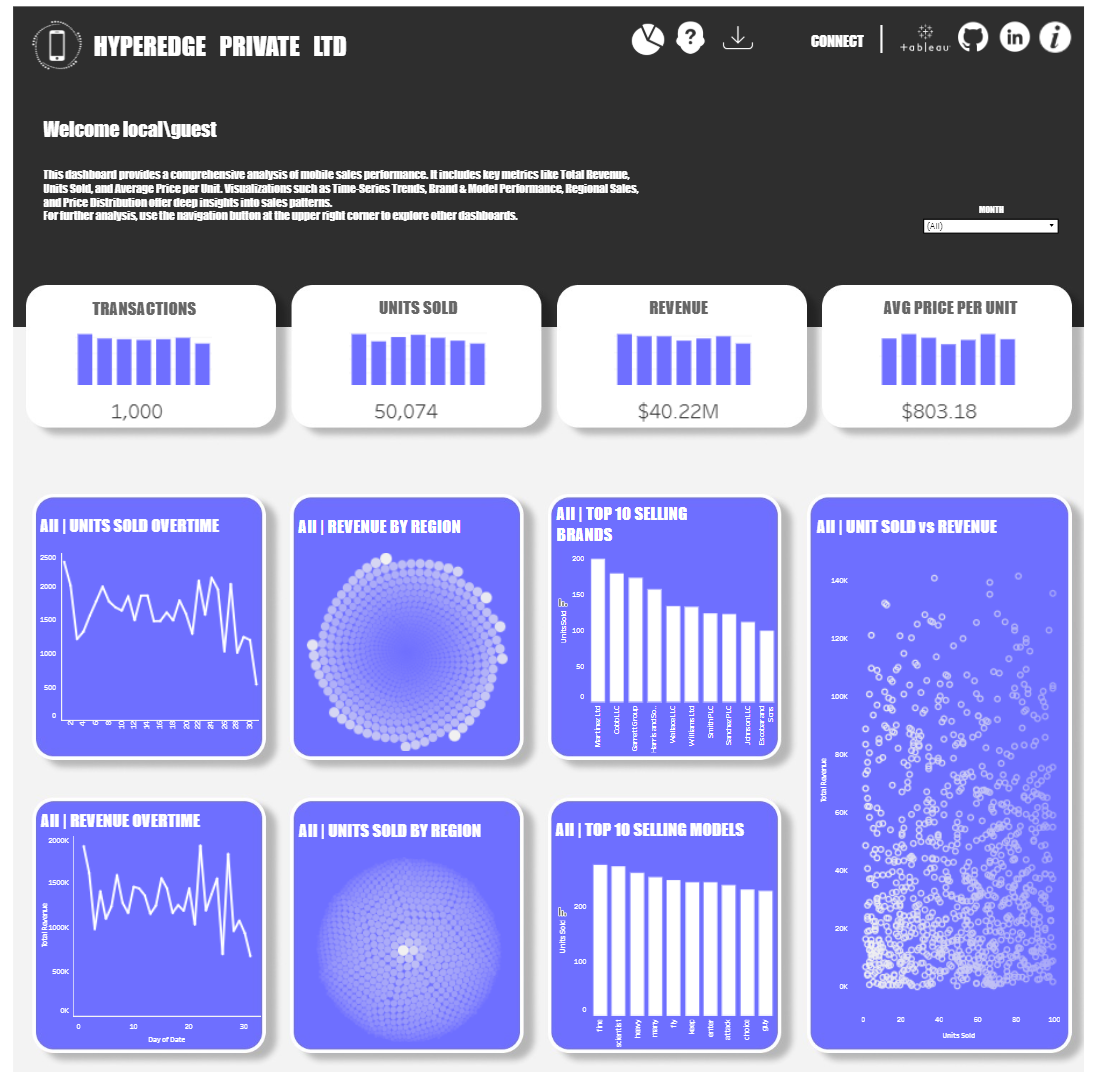 HYPEREDGE PRIVATE LTD
?
CONNECT
+ableau
in
i
Welcome local\guest
This dashboard provides a comprehensive analysis of mobile sales performance. It includes key metrics like Total Revenue,
Units Sold, and Average Price per Unit. Visualizations such as Time-Series Trends, Brand & Model Performance, Regional Sales,
and Price Distribution offer deep insights into sales patterns.
For further analysis, use the navigation button at the upper right corner to explore other dashboards.
MONTH
(All)
TRANSACTIONS
1,000
UNITS SOLD
50,074
REVENUE
$40.22M
AVG PRICE PER UNIT
$803.18
All | UNITS SOLD OVERTIME
2500
2000
1500
1000
500
0
2 4 6 8 10 12 14 16 18 20 22 24 26 28 30
All | REVENUE BY REGION
All | TOP 10 SELLING
BRANDS
Units Sold
200
150
100
50
0
Martinez Ltd
Cobb LLC
Garrett Group
Harris and So..
Wallace LLC
Williams Ltd
Smith PLC
Sanchez PLC
Johnson LLC
Escobar and
Sons
All | UNIT SOLD vs REVENUE
Total Revenue
140K
120K
100K
80K
60K
40K
20K
0K
0 20 40 60 80 100
Units Sold
All | REVENUE OVERTIME
Total Revenue
2000K
1500K
1000K
500K
0K
0 10 20 30
Day of Date
All | UNITS SOLD BY REGION
All | TOP 10 SELLING MODELS
Units Sold
200
100
0
fine
scientist
heavy
many
fly
keep
enter
attack
choice
guy